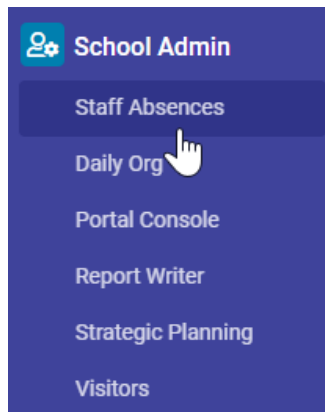 School Admin
Staff Absences
Daily Org
Portal Console
Report Writer
Strategic Planning
Visitors